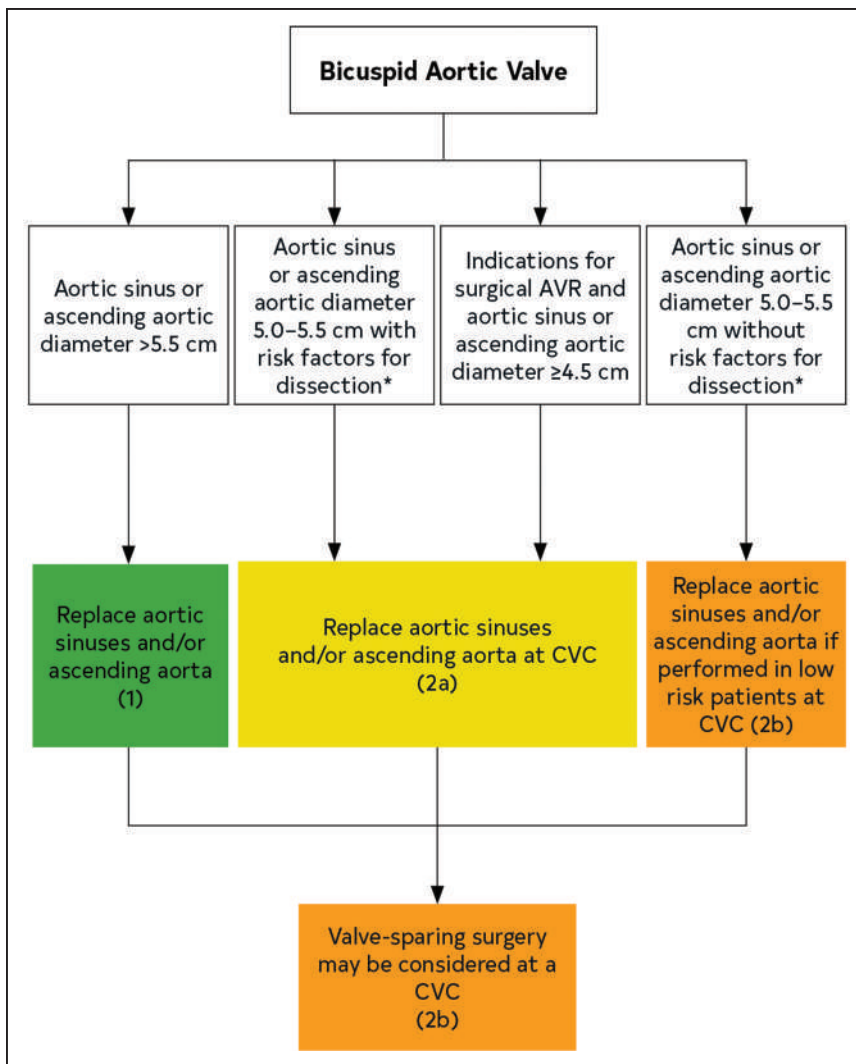 Bicuspid Aortic Valve
Aortic sinus or
ascending aortic
diameter >5.5 cm
Aortic sinus
or ascending
aortic diameter
5.0–5.5 cm with
risk factors for
dissection*
Indications for
surgical AVR and
aortic sinus or
ascending aortic
diameter ≥4.5 cm
Aortic sinus or
ascending aortic
diameter 5.0–5.5
cm without
risk factors for
dissection*
Replace aortic
sinuses and/or
ascending aorta
(1)
Replace aortic sinuses
and/or ascending aorta at CVC
(2a)
Replace aortic
sinuses and/or
ascending aorta if
performed in low
risk patients at
CVC (2b)
Valve-sparing surgery
may be considered at a
CVC
(2b)